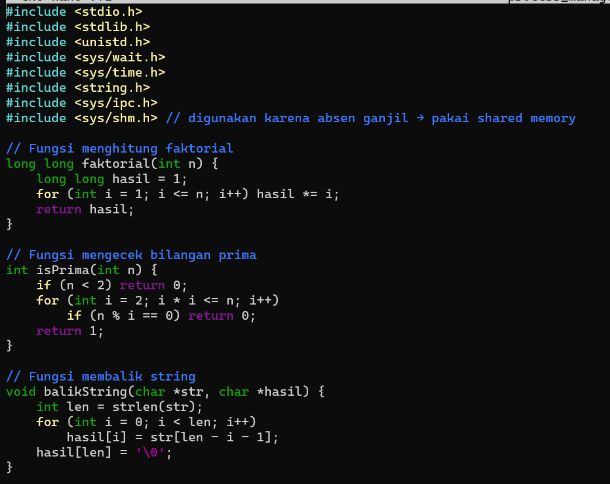 #include <stdio.h>
#include <stdlib.h>
#include <unistd.h>
#include <sys/wait.h>
#include <sys/time.h>
#include <string.h>
#include <sys/ipc.h>
#include <sys/shm.h> // digunakan karena absen ganjil → pakai shared memory

// Fungsi menghitung faktorial
long long faktorial(int n) {
    long long hasil = 1;
    for (int i = 1; i <= n; i++) hasil *= i;
    return hasil;
}

// Fungsi mengecek bilangan prima
int isPrima(int n) {
    if (n < 2) return 0;
    for (int i = 2; i * i <= n; i++)
        if (n % i == 0) return 0;
    return 1;
}

// Fungsi membalik string
void balikString(char *str, char *hasil) {
    int len = strlen(str);
    for (int i = 0; i < len; i++)
        hasil[i] = str[len - i - 1];
    hasil[len] = '\0';
}